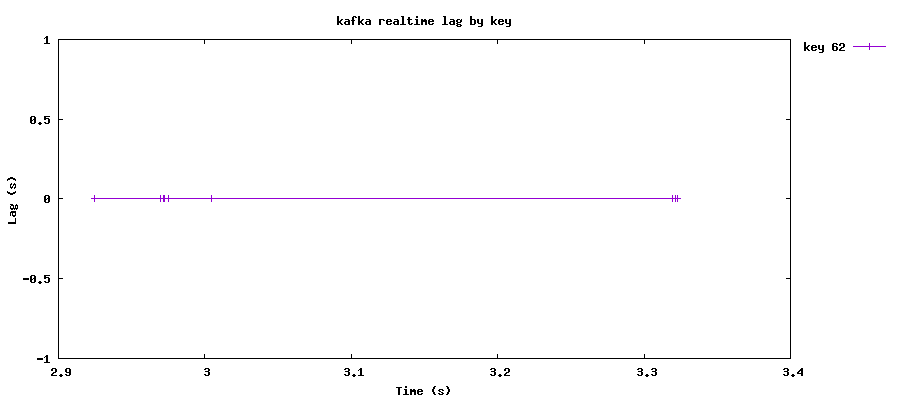 kafka realtime lag by key
key 62
1
0.5
0
-0.5
-1
Lag (s)
2.9 3 3.1 3.2 3.3 3.4
Time (s)